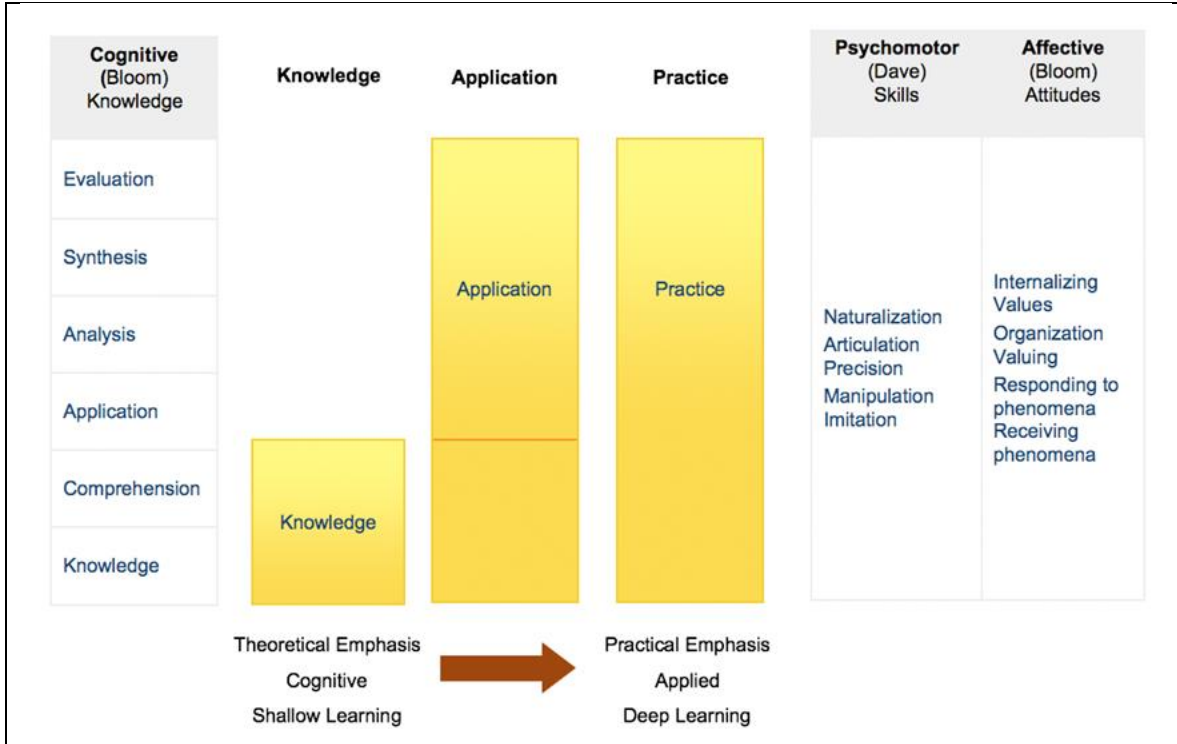 Cognitive
(Bloom)
Knowledge
Knowledge
Application
Practice
Psychomotor
(Dave)
Skills
Affective
(Bloom)
Attitudes
Evaluation
Synthesis
Analysis
Application
Comprehension
Knowledge
Knowledge
Application
Practice
Naturalization
Articulation
Precision
Manipulation
Imitation
Internalizing
Values
Organization
Valuing
Responding to
phenomena
Receiving
phenomena
Theoretical Emphasis
Cognitive
Shallow Learning
Practical Emphasis
Applied
Deep Learning